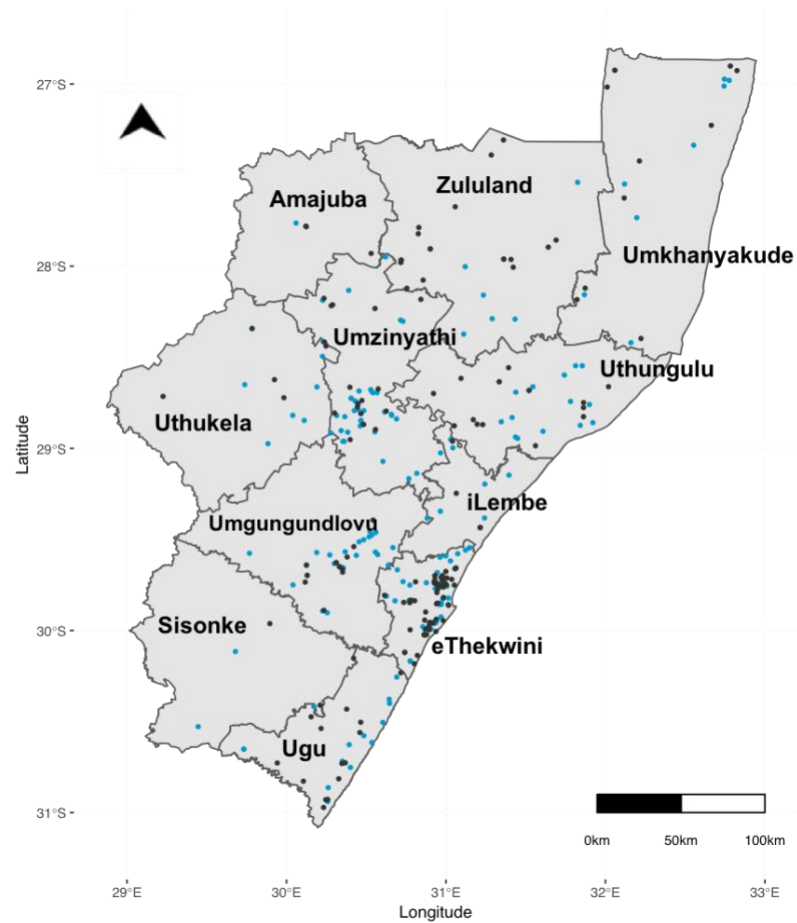 27°S
Amajuba
Zululand
Umkhanyakude
28°S
Umzinyathi
Uthungulu
Uthukela
29°S
Latitude
iLembe
Umgungundlovu
Sisonke
30°S
eThekwini
Ugu
31°S
0km 50km 100km
29°E 30°E 31°E 32°E 33°E
Longitude